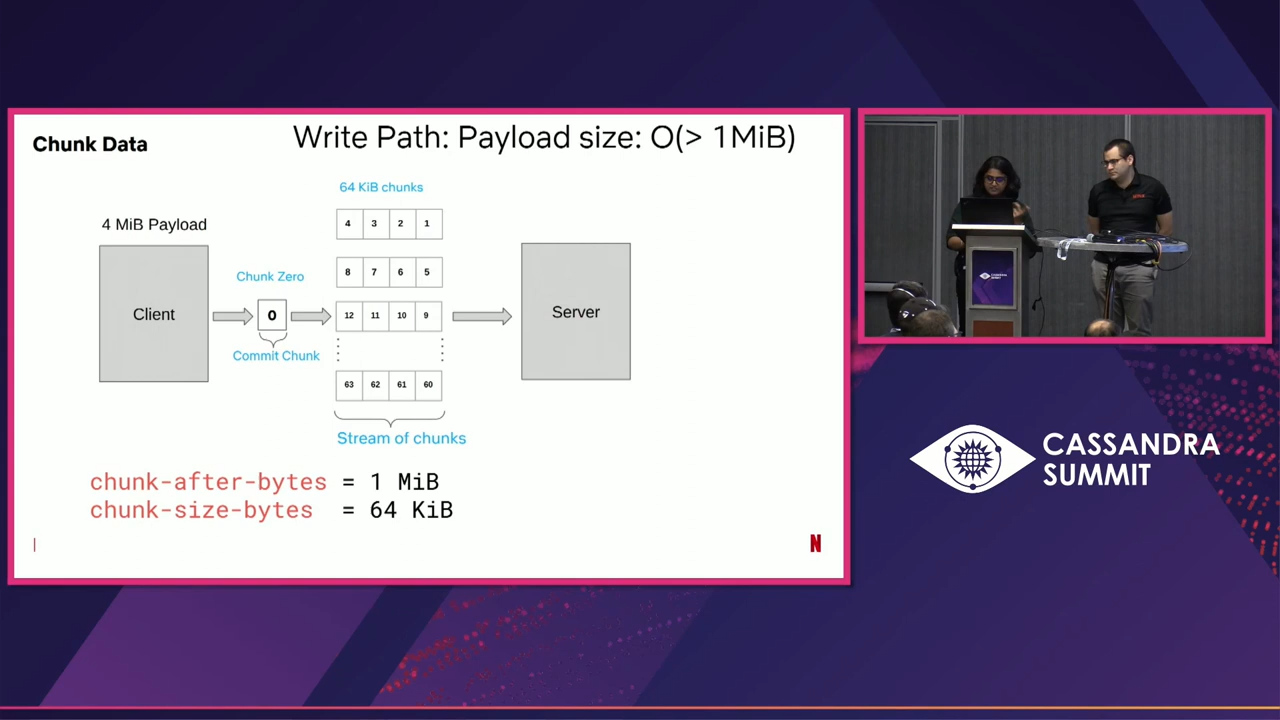 Chunk Data
Write Path: Payload size: O(> 1MiB)
64 KiB chunks
4 MiB Payload
4 3 2 1
Chunk Zero
8 7 6 5
Client
0
12 11 10 9
Server
Commit Chunk
63 62 61 60
Stream of chunks
chunk-after-bytes = 1 MiB
chunk-size-bytes = 64 KiB
N
CASSANDRA
SUMMIT